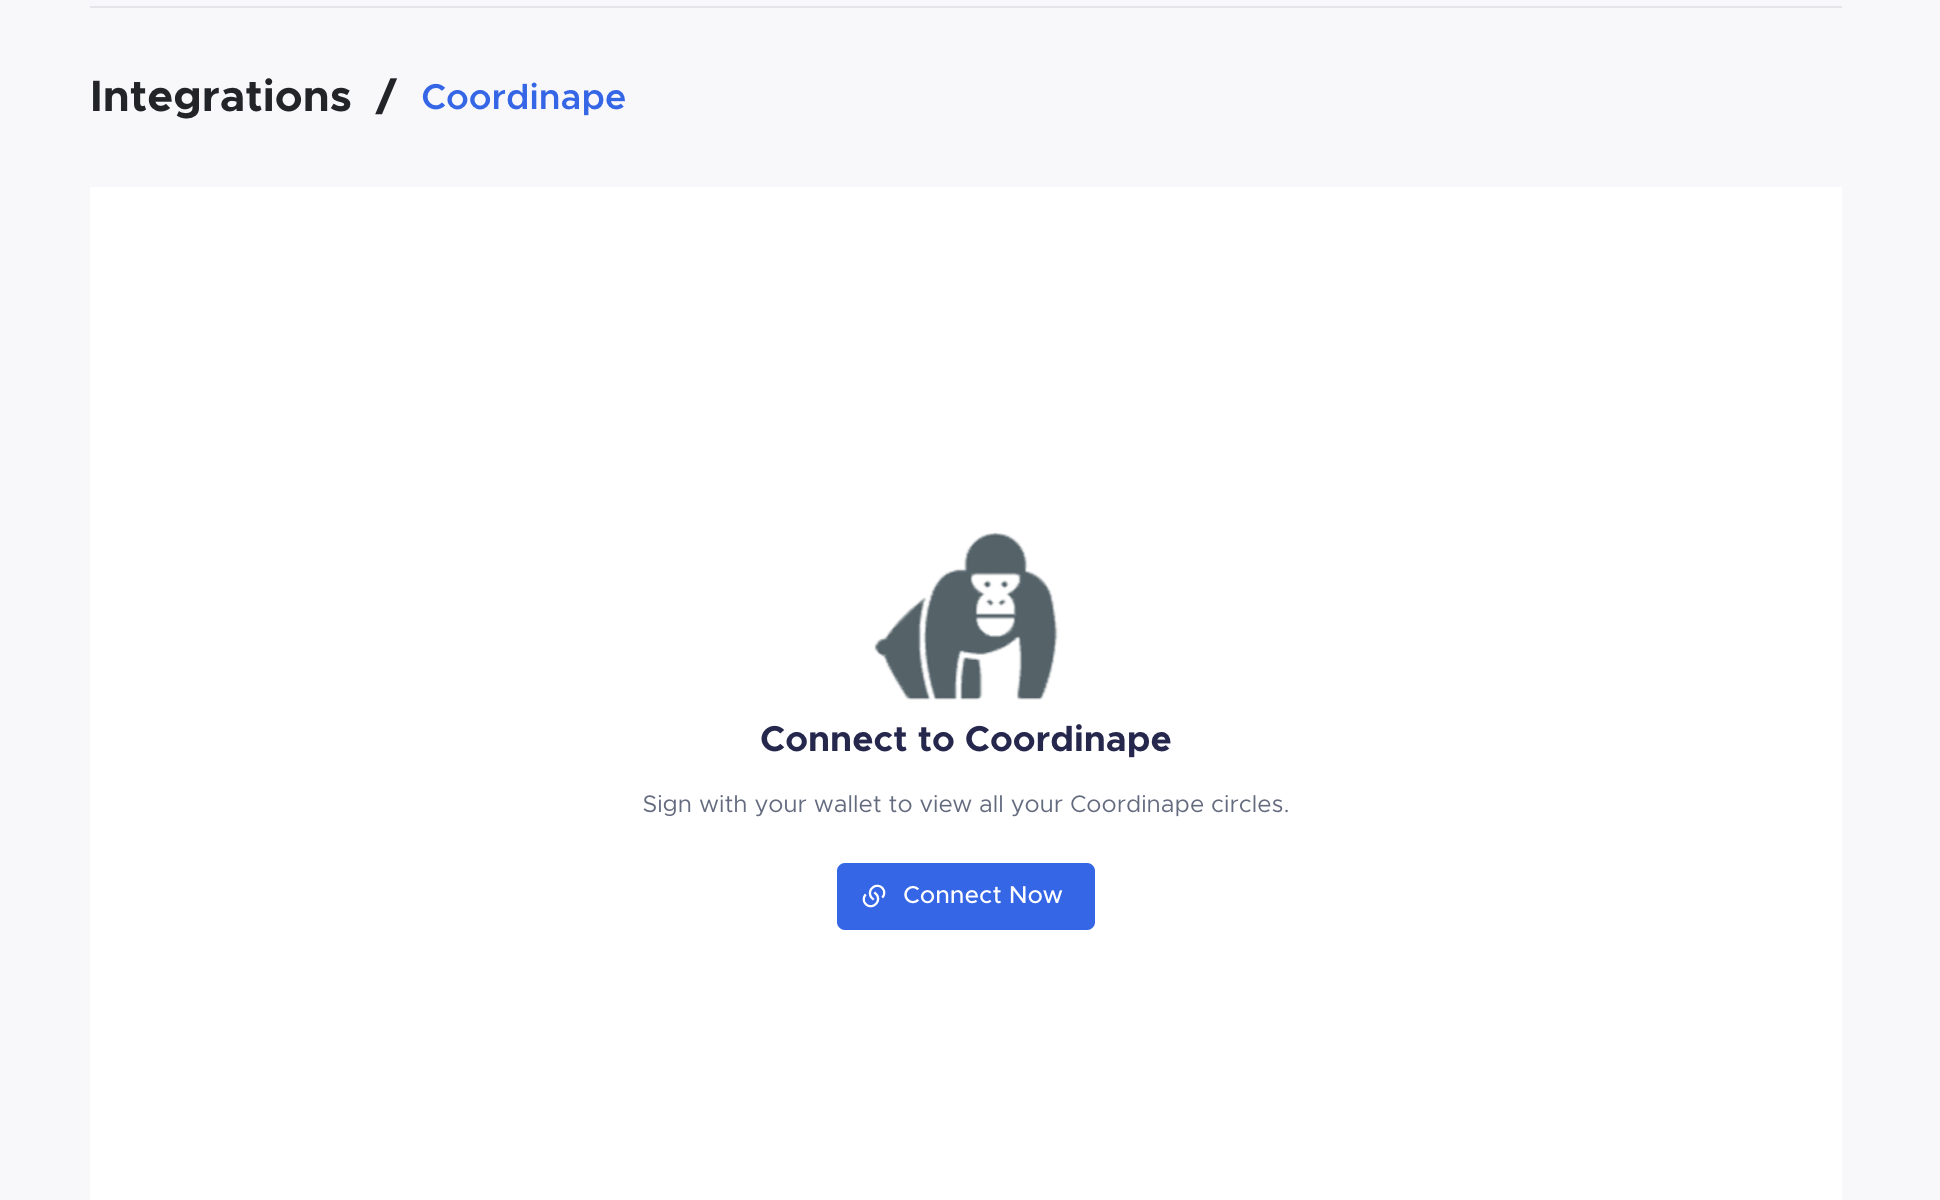 Integrations / Coordinape
Connect to Coordinape
Sign with your wallet to view all your Coordinape circles.
Connect Now